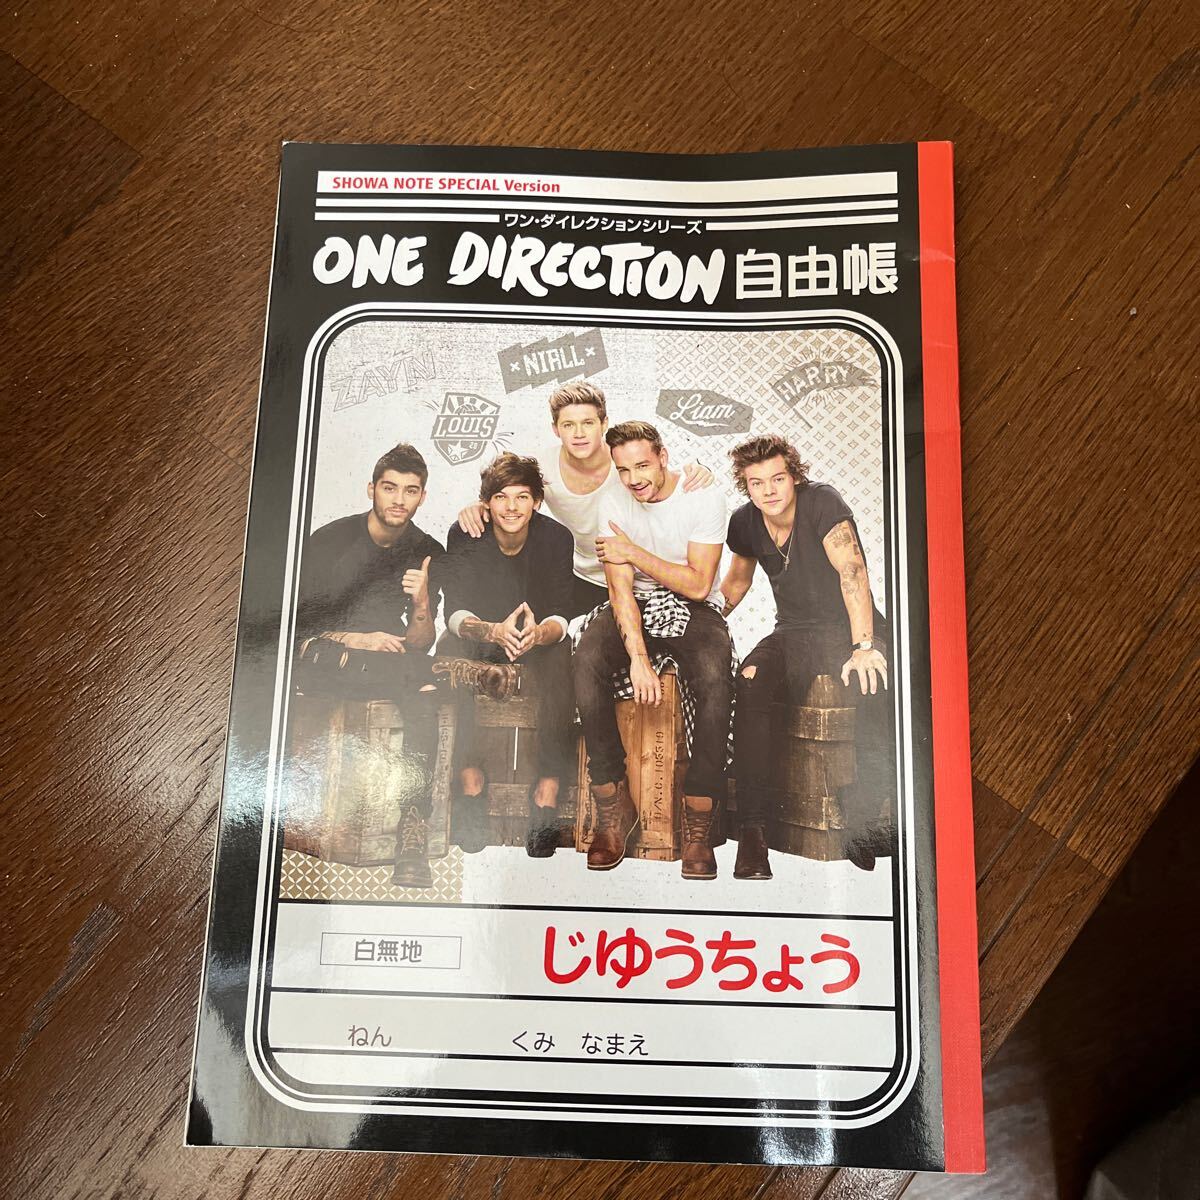 SHOWA NOTE SPECIAL Version
ワン・ダイレクションシリーズ
ONE DIRECTION 自由帳
ZAYN
× NIALL ×
LOUIS
Liam
HARRY
D/N.C. 105519
白無地
じゆうちょう
ねん くみ なまえ